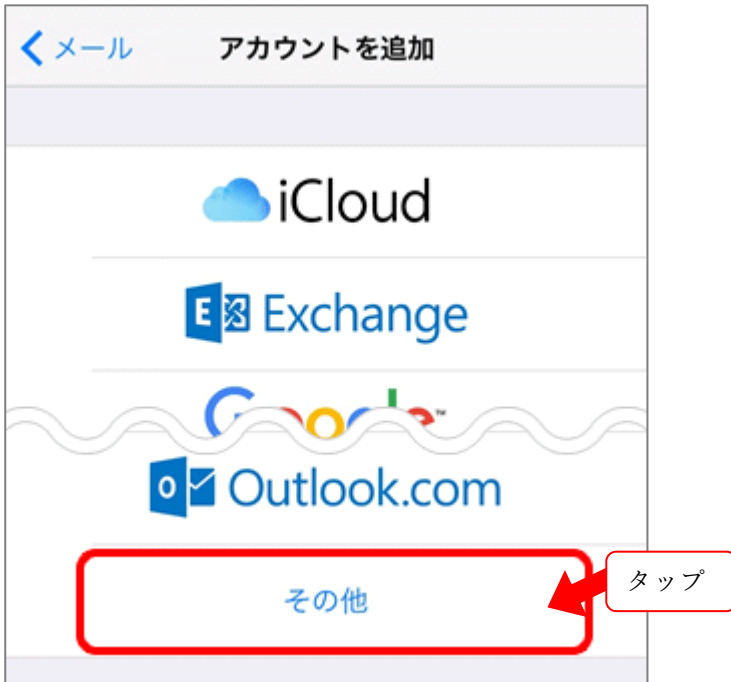 メール アカウントを追加
iCloud
E Exchange
Google™
o Outlook.com
その他
タップ